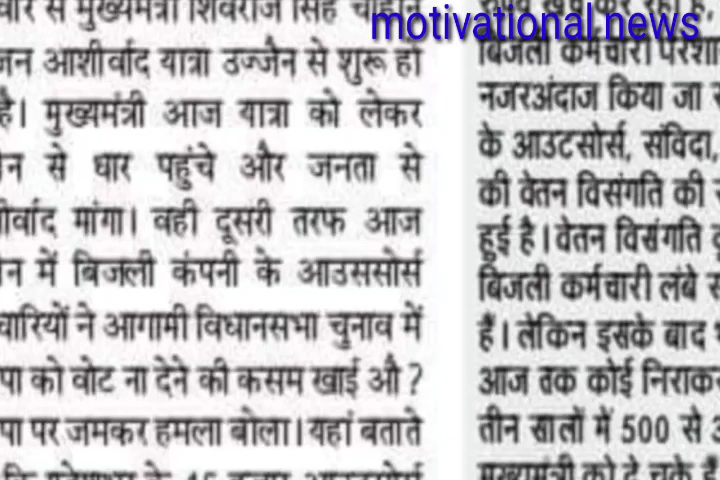 motivational news
से मुख्यमंत्री शिवराज सिंह
जन आशीर्वाद यात्रा उज्जैन से शुरू हो
है। मुख्यमंत्री आज यात्रा को लेकर
न से धार पहुंचे और जनता से
ीर्वाद मांगा। वही दूसरी तरफ आज
न में बिजली कंपनी के आउससोर्स
चारियों ने आगामी विधानसभा चुनाव में
पा को वोट ना देने की कसम खाई औ ?
पा पर जमकर हमला बोला। यहां बताते
बिजली कर्मचारी
नजरअंदाज किया जा
के आउटसोर्स, संविदा,
की वेतन विसंगति की
हुई है। वेतन विसंगति
बिजली कर्मचारी लंबे
हैं। लेकिन इसके बाद
आज तक कोई
तीन सालों में 500 से
मुख्यमंत्री को दे चुके